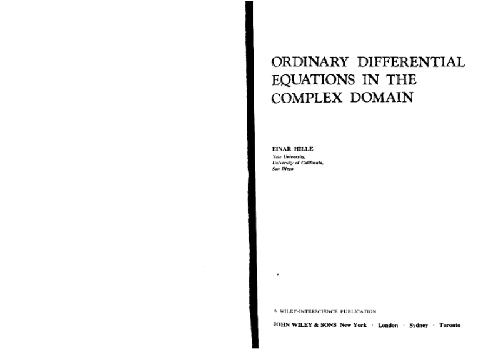 ORDINARY DIFFERENTIAL
EQUATIONS IN THE
COMPLEX DOMAIN
EINAR HILLE
Yale University,
University of California,
San Diego
A WILEY-INTERSCIENCE PUBLICATION
JOHN WILEY & SONS New York · London · Sydney · Toronto